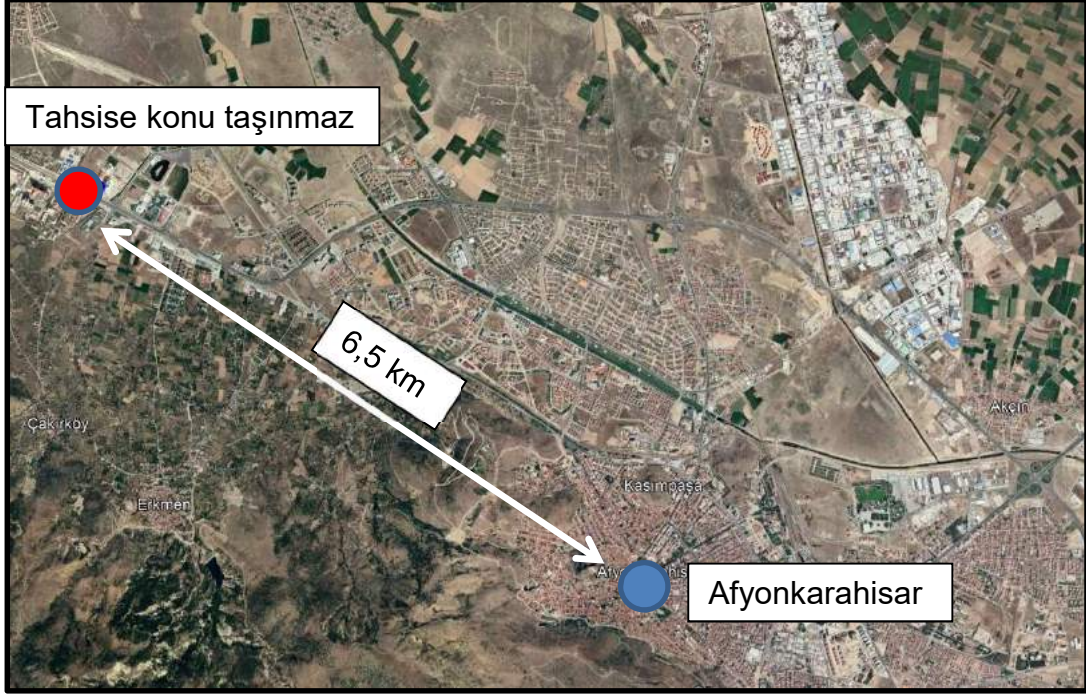 Tahsise konu taşınmaz
6,5 km
Çakırköy
Akçin
Kasımpaşa
Erkmen
Afyonkarahisar